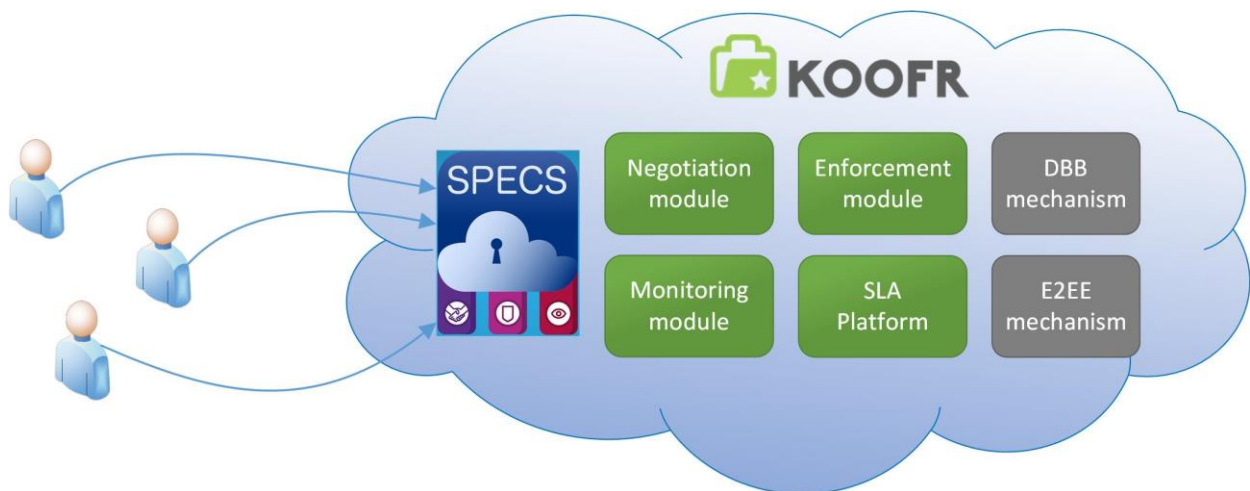 KOOFR
SPECS
Negotiation
module
Enforcement
module
DBB
mechanism
Monitoring
module
SLA
Platform
E2EE
mechanism